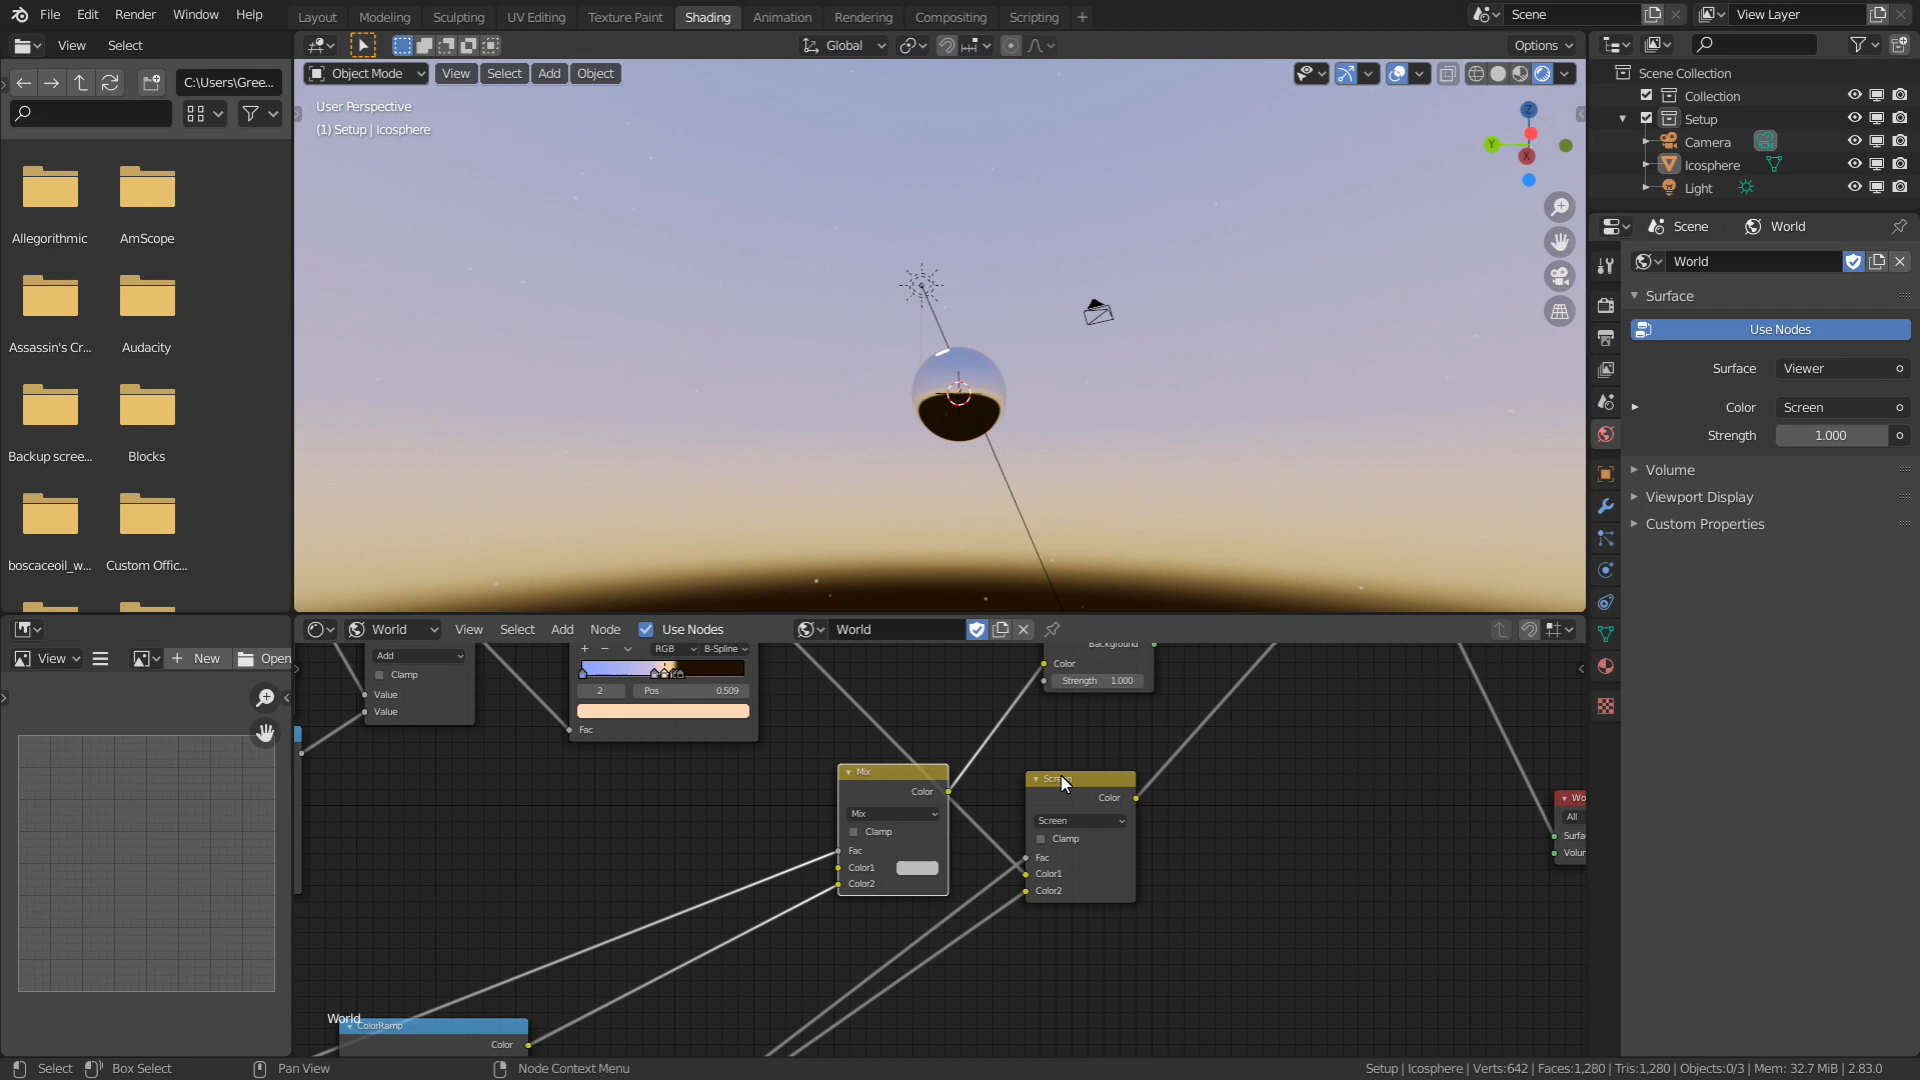 File Edit Render Window Help
Layout Modeling Sculpting UV Editing Texture Paint Shading Animation Rendering Compositing Scripting
Scene
View Layer
View Select
Global
Options
C:\Users\Gree...
Object Mode View Select Add Object
User Perspective
(1) Setup | Icosphere
Z
Y
X
Allegorithmic AmScope
Assassin's Cr... Audacity
Backup scree... Blocks
boscaceoil_w... Custom Offic...
Scene Collection
Collection
Setup
Camera
Icosphere
Light
Scene World
World
Surface
Use Nodes
Surface Viewer
Color Screen
Strength 1.000
Volume
Viewport Display
Custom Properties
World View Select Add Node Use Nodes World
View New Open
Add
Clamp
Value
Value
RGB B-Spline
2 Pos 0.509
Fac
Background
Color
Strength 1.000
Mix
Color
Mix
Clamp
Fac
Color1
Color2
Screen
Color
Screen
Clamp
Fac
Color1
Color2
Wo
All
Surfa
Volur
World
ColorRamp
Color
Select Box Select Pan View Node Context Menu
Setup | Icosphere | Verts:642 | Faces:1,280 | Tris:1,280 | Objects:0/3 | Mem: 32.7 MiB | 2.83.0